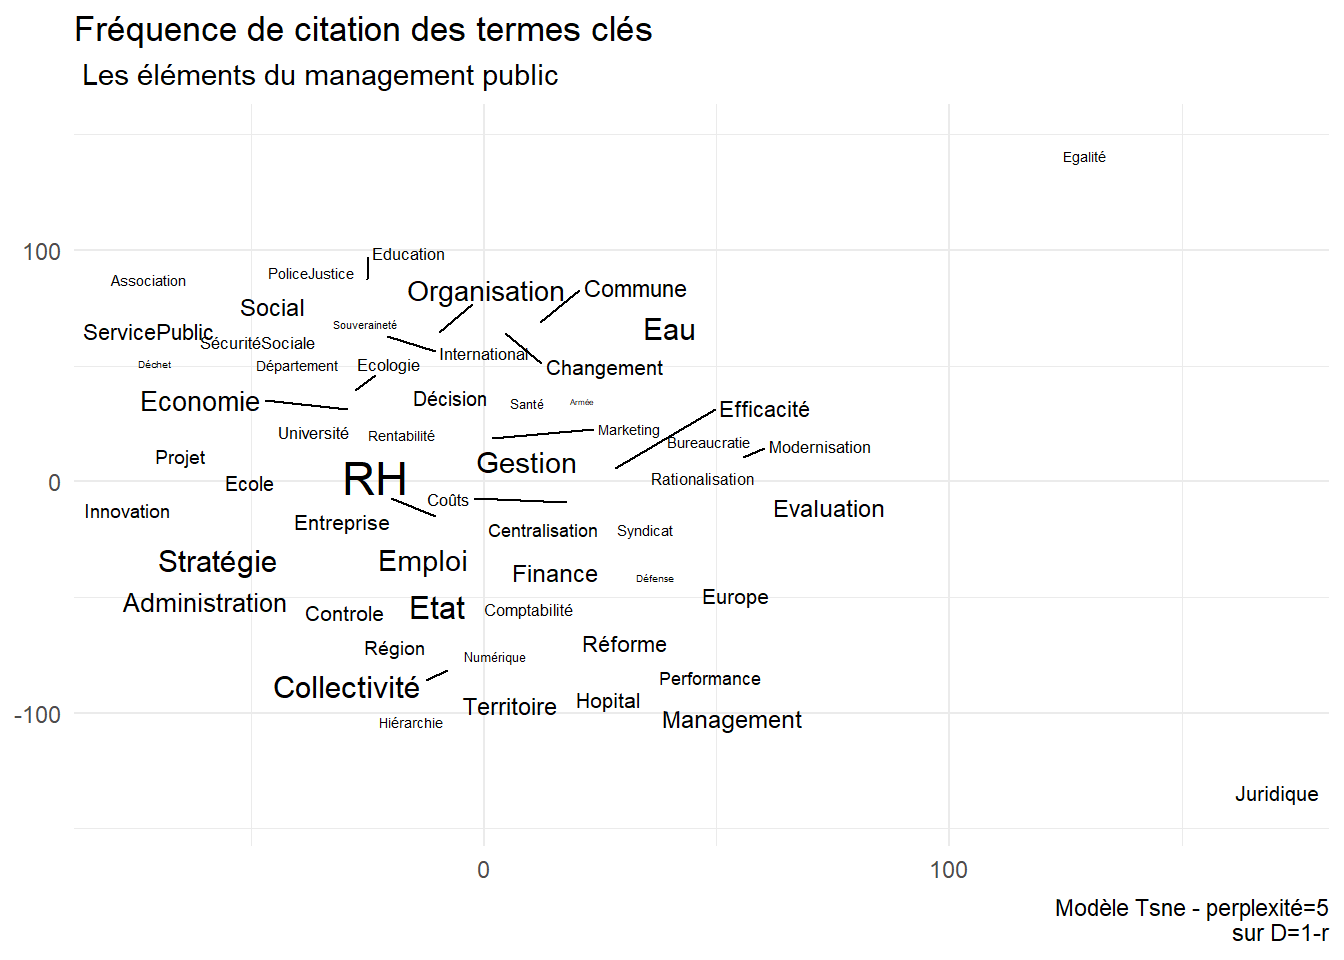 Fréquence de citation des termes clés
Les éléments du management public
Egalité
100
Education
Association
PoliceJustice
Organisation
Commune
Social
Souveraineté
ServicePublic
Eau
SécuritéSociale
International
Déchet
Département
Ecologie
Changement
Economie
Décision
Santé
Armée
Efficacité
Université
Rentabilité
Marketing
Bureaucratie
Modernisation
Projet
Gestion
RH
0
Ecole
Rationalisation
Coûts
Innovation
Entreprise
Evaluation
Centralisation
Syndicat
Stratégie
Emploi
Finance
Défense
Administration
Europe
Controle
Etat
Comptabilité
Région
Réforme
Numérique
Collectivité
Performance
Territoire
Hopital
-100
Hiérarchie
Management
Juridique
0
100
Modèle Tsne - perplexité=5
sur D=1-r